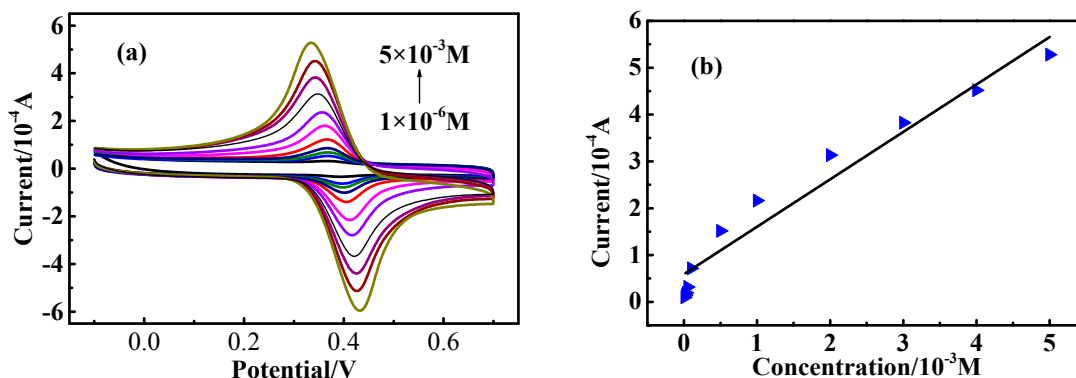 (a)
5×10⁻³M
1×10⁻⁶M
Current/10⁻⁴A
6
4
2
0
-2
-4
-6
0.0 0.2 0.4 0.6
Potential/V
(b)
Current/10⁻⁴A
6
5
4
3
2
1
0
0 1 2 3 4 5
Concentration/10⁻³M